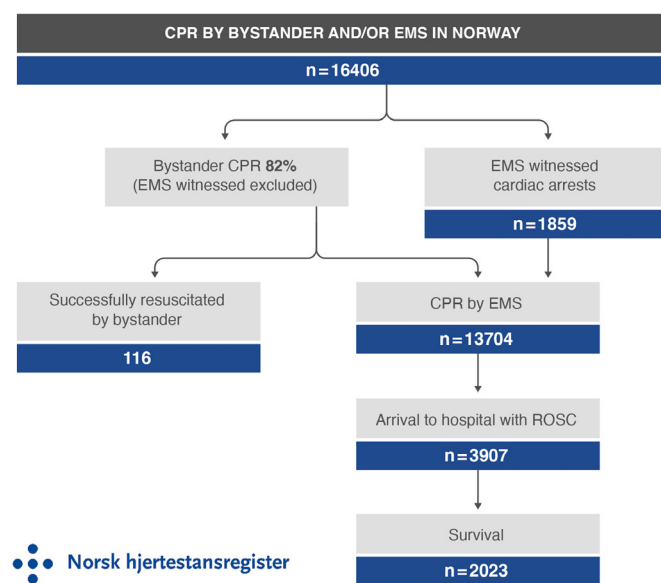 CPR BY BYSTANDER AND/OR EMS IN NORWAY
n=16406
Bystander CPR 82%
(EMS witnessed excluded)
EMS witnessed
cardiac arrests
n=1859
Successfully resuscitated
by bystander
116
CPR by EMS
n=13704
Arrival to hospital with ROSC
n=3907
Survival
n=2023
Norsk hjertestansregister